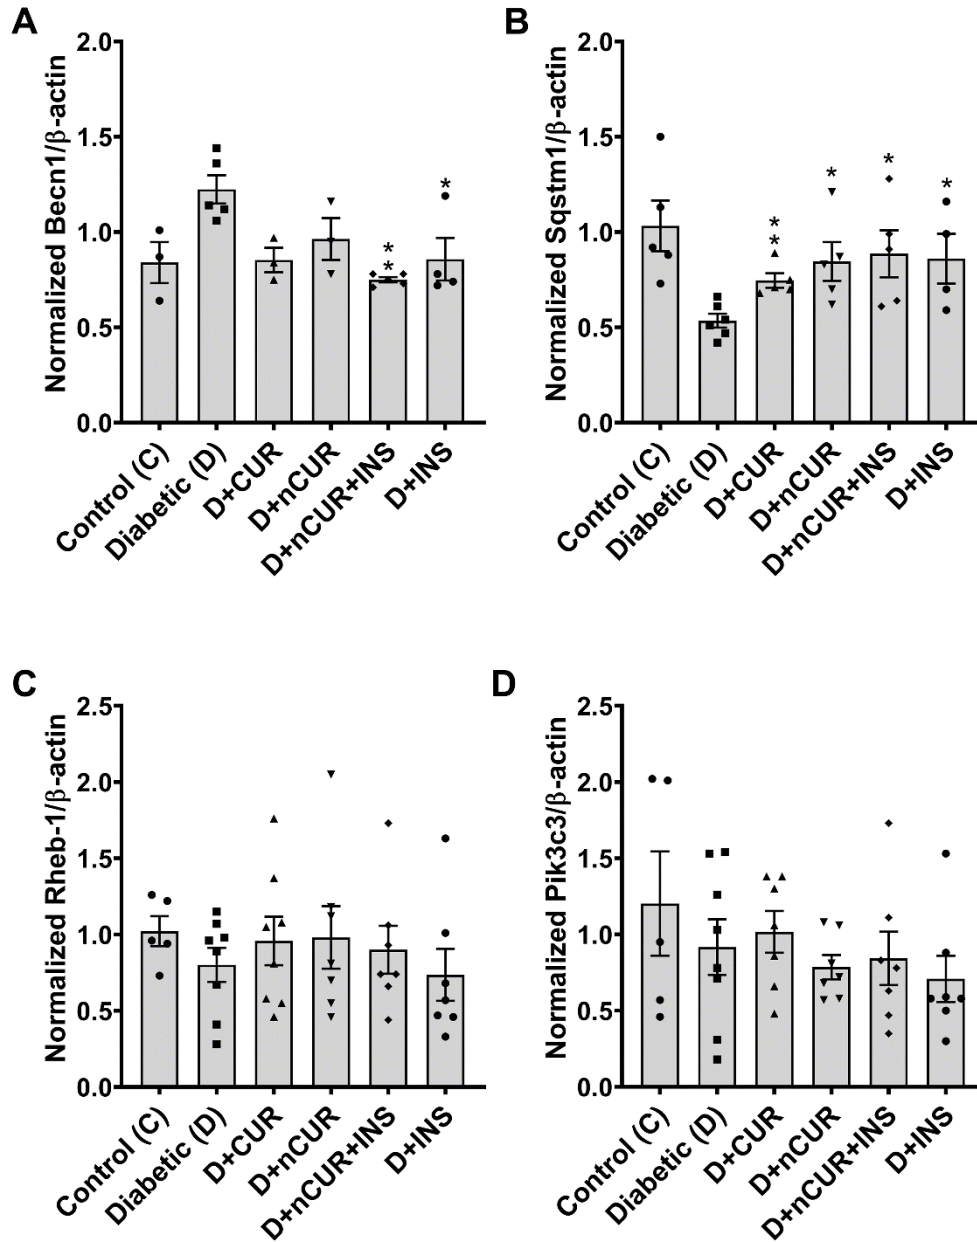 A
Normalized Becn1/β-actin
2.0
1.5
1.0
0.5
0.0
*
*
*
Control (C)
Diabetic (D)
D+CUR
D+nCUR
D+nCUR+INS
D+INS
B
Normalized Sqstm1/β-actin
2.0
1.5
1.0
0.5
0.0
*
*
*
*
*
Control (C)
Diabetic (D)
D+CUR
D+nCUR
D+nCUR+INS
D+INS
C
Normalized Rheb-1/β-actin
2.5
2.0
1.5
1.0
0.5
0.0
Control (C)
Diabetic (D)
D+CUR
D+nCUR
D+nCUR+INS
D+INS
D
Normalized Pik3c3/β-actin
2.5
2.0
1.5
1.0
0.5
0.0
Control (C)
Diabetic (D)
D+CUR
D+nCUR
D+nCUR+INS
D+INS